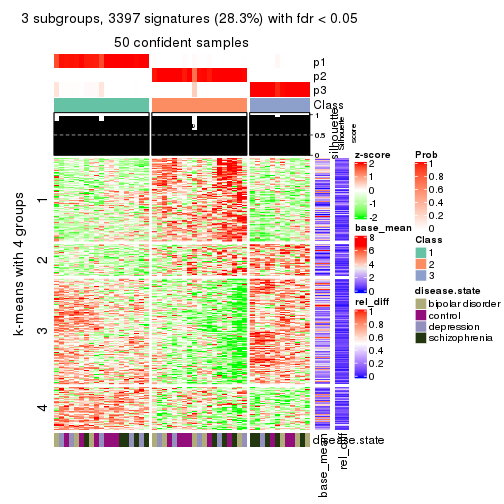 3 subgroups, 3397 signatures (28.3%) with fdr < 0.05
50 confident samples
p1
p2
p3
Class
silhouette
Silhouette
score
1
0.5
0
k-means with 4 groups
1
2
3
4
disease.state
base_mean
rel_diff
z-score
2
1
0
-1
-2
base_mean
8
6
4
2
0
rel_diff
1
0.8
0.6
0.4
0.2
0
Prob
1
0.8
0.6
0.4
0.2
0
Class
1
2
3
disease.state
bipolar disorder
control
depression
schizophrenia